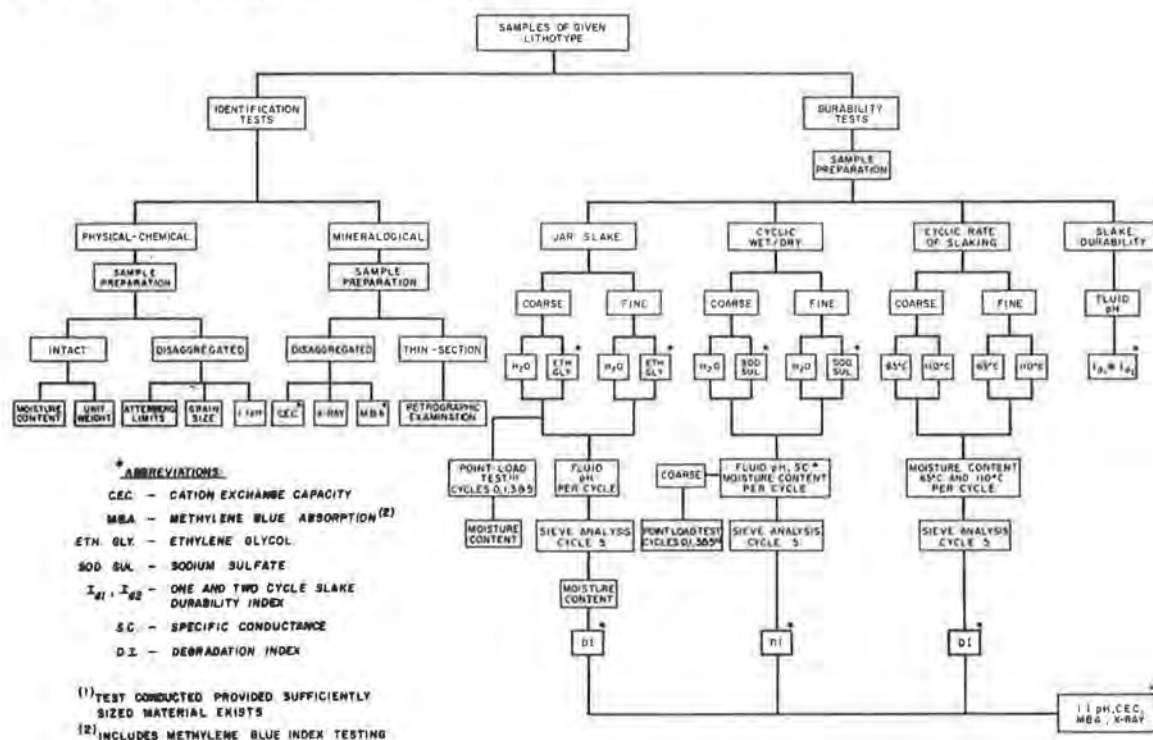 SAMPLES OF GIVEN
LITHOTYPE
IDENTIFICATION
TESTS
DURABILITY
TESTS
SAMPLE
PREPARATION
PHYSICAL-CHEMICAL
MINERALOGICAL
JAR SLAKE
CYCLIC
WET/DRY
CYCLIC RATE
OF SLAKING
SLAKE
DURABILITY
SAMPLE
PREPARATION
SAMPLE
PREPARATION
COARSE
FINE
COARSE
FINE
COARSE
FINE
FLUID
pH
INTACT
DISAGGREGATED
DISAGGREGATED
THIN-SECTION
H2O
ETH
GLY
*
H2O
ETH
GLY
*
H2O
SOD
SUL
*
H2O
SOD
SUL
*
65°C
110°C
65°C
110°C
*
MOISTURE
CONTENT
UNIT
WEIGHT
ATTERBERG
LIMITS
GRAIN
SIZE
1:1pH
CEC*
X-RAY
MBA*
PETROGRAPHIC
EXAMINATION
POINT-LOAD
TEST(1)
CYCLES 0,1,3&5
FLUID
pH
PER CYCLE
COARSE
FLUID pH, SC*
MOISTURE CONTENT
PER CYCLE
MOISTURE CONTENT
65°C AND 110°C
PER CYCLE
MOISTURE
CONTENT
SIEVE ANALYSIS
CYCLE 5
POINT LOAD TEST
CYCLES 0,1,3&5
SIEVE ANALYSIS
CYCLE 5
SIEVE ANALYSIS
CYCLE 5
MOISTURE
CONTENT
DI*
DI*
DI*
*
1:1 pH, CEC,
MBA, X-RAY
* ABBREVIATIONS:
CEC - CATION EXCHANGE CAPACITY
MBA - METHYLENE BLUE ABSORPTION(2)
ETH. GLY. - ETHYLENE GLYCOL
SOD SUL - SODIUM SULFATE
Id1, Id2 - ONE AND TWO CYCLE SLAKE
DURABILITY INDEX
S.C. - SPECIFIC CONDUCTANCE
D.I. - DEGRADATION INDEX
(1) TEST CONDUCTED PROVIDED SUFFICIENTLY
SIZED MATERIAL EXISTS
(2) INCLUDES METHYLENE BLUE INDEX TESTING